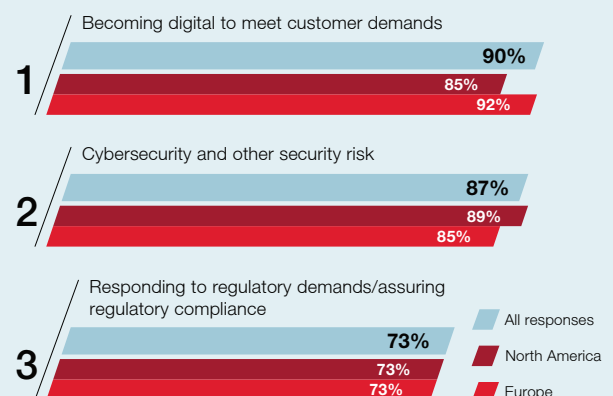 Becoming digital to meet customer demands
1
90%
85%
92%
Cybersecurity and other security risk
2
87%
89%
85%
Responding to regulatory demands/assuring
regulatory compliance
3
73%
73%
73%
All responses
North America
Europe